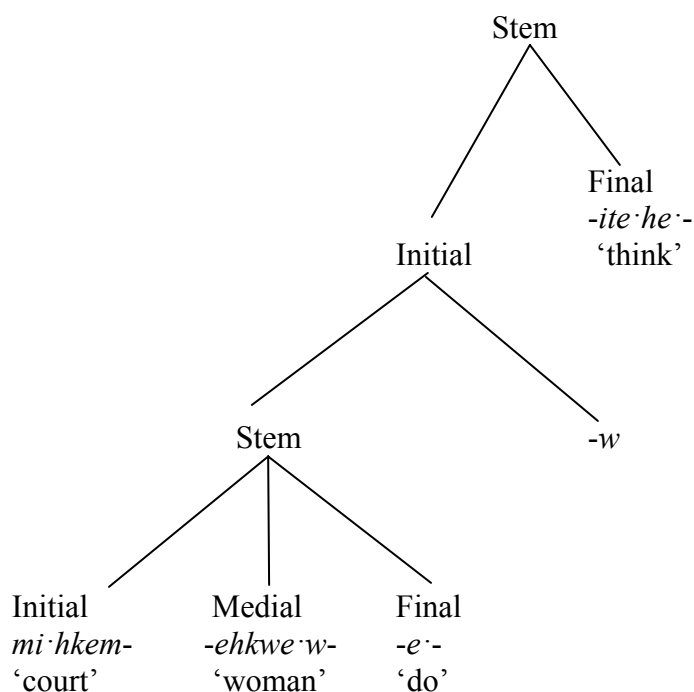 Stem
Final
-ite·he·-
‘think’
Initial
Stem
-w
Initial Medial Final
mi·hkem- -ehkwe·w- -e·-
‘court’ ‘woman’ ‘do’